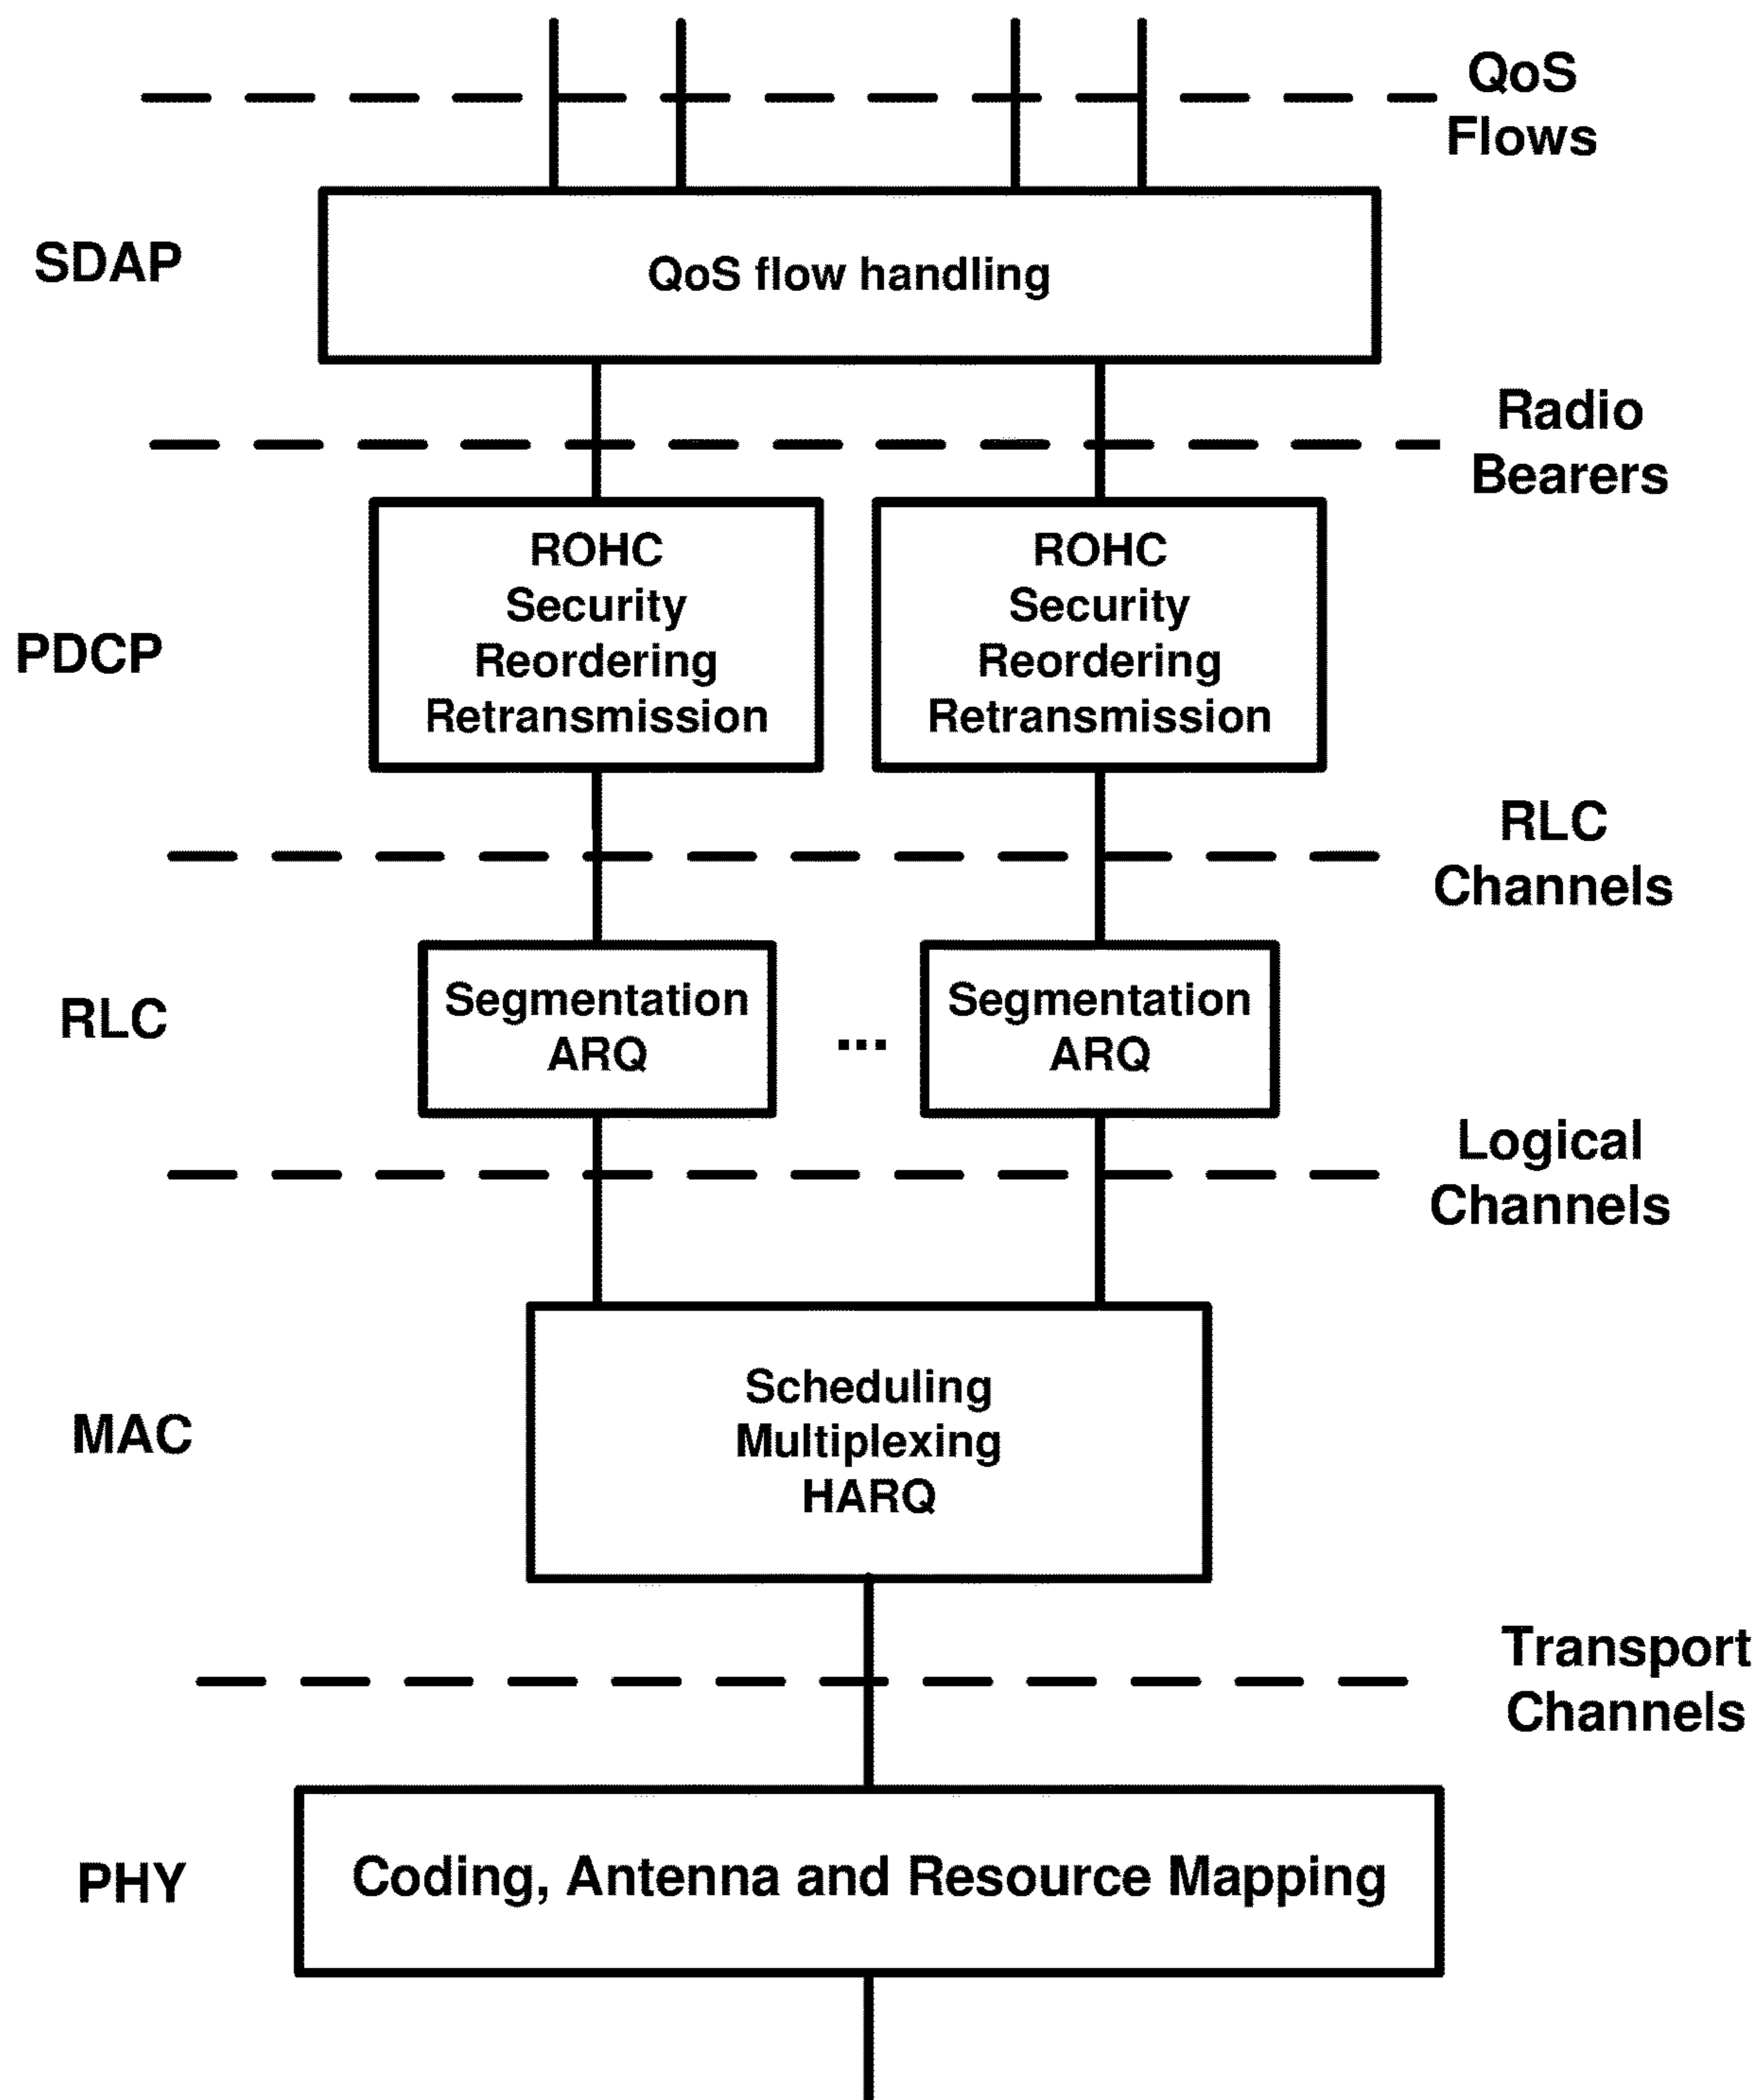 QoS
Flows
SDAP
QoS flow handling
Radio
Bearers
PDCP
ROHC
Security
Reordering
Retransmission
ROHC
Security
Reordering
Retransmission
RLC
Channels
RLC
Segmentation
ARQ
...
Segmentation
ARQ
Logical
Channels
MAC
Scheduling
Multiplexing
HARQ
Transport
Channels
PHY
Coding, Antenna and Resource Mapping